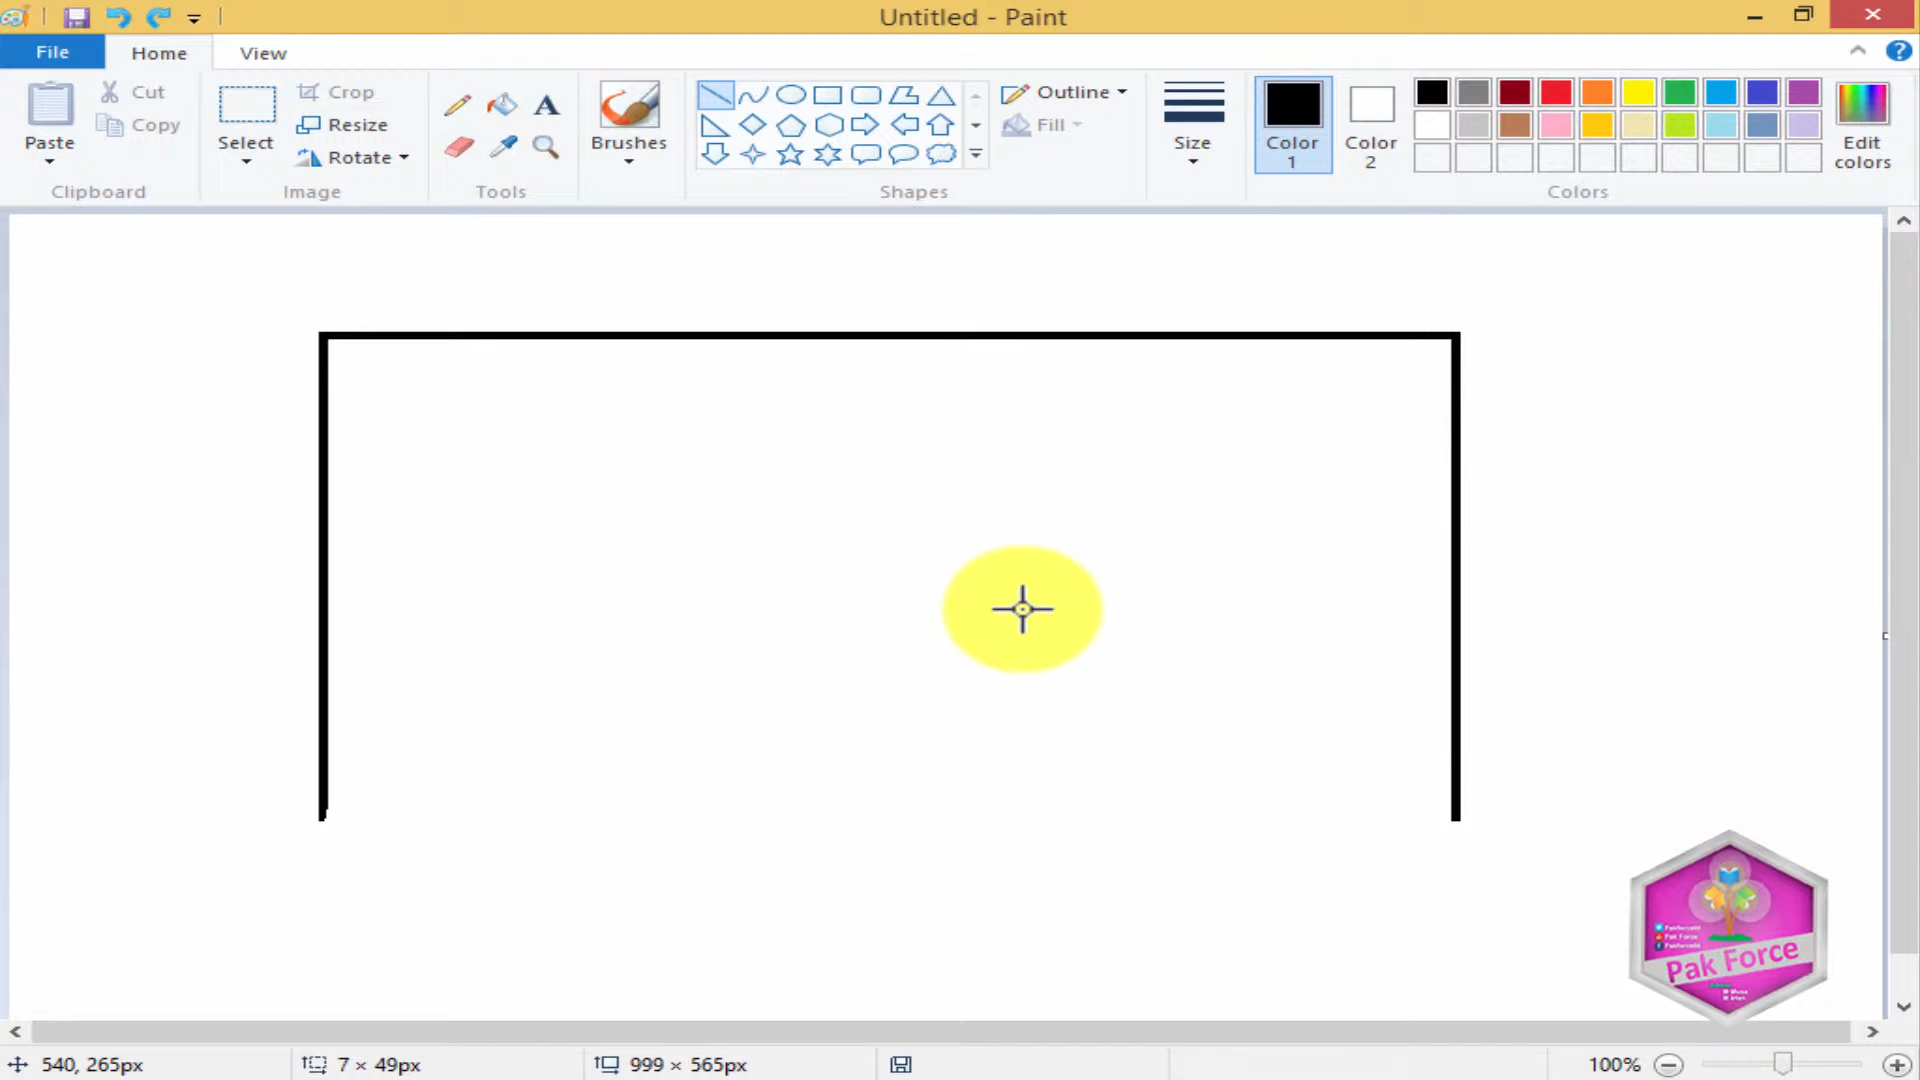 Untitled - Paint
File
Home
View
Paste
Cut
Copy
Clipboard
Select
Crop
Resize
Rotate
Image
A
Tools
Brushes
Shapes
Outline
Fill
Size
Color
1
Color
2
Edit
colors
Colors
Pak Force
540, 265px
7 × 49px
999 × 565px
100%